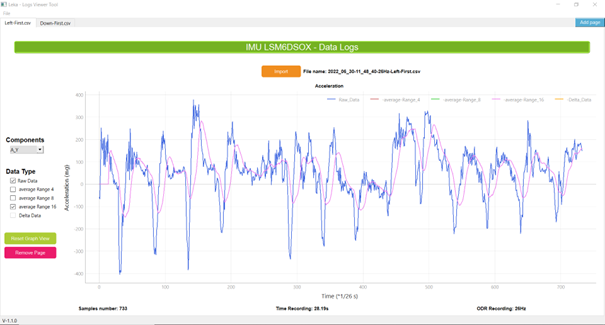 Lena - Logs Viewer Tool
File
Left-First.csv Down-First.csv Add page
IMU LSM6DSOX - Data Logs
Import File name: 2022_06_30-11_48_40-26Hz-Left-First.csv
Acceleration
Raw_Data average Range_4 average Range_8 average Range_16 Delta_Data
Components
A_Y
Data Type
Raw Data
average Range 4
average Range 8
average Range 16
Delta Data
Reset Graph View
Remove Page
Acceleration (mg)
400
300
200
100
0
100
200
300
400
0 100 200 300 400 500 600 700
Time (*1/26 s)
Samples number: 733 Time Recording: 28.19s ODR Recording: 26Hz
V-1.1.0